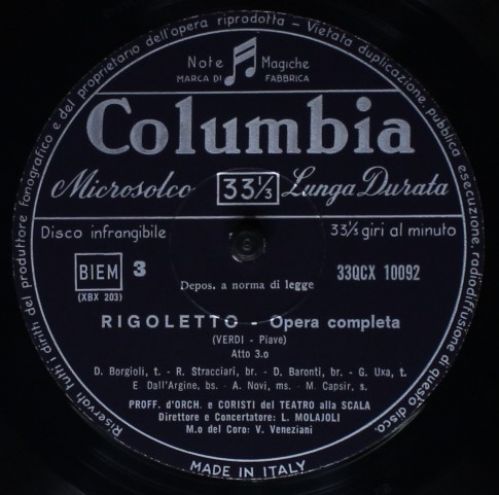 Riservati tutti i diritti del produttore fonografico e del proprietario dell'opera riprodotta - Vietata duplicazione, pubblica esecuzione, radiodiffusione di questo disco.
Note Magiche
MARCA DI FABBRICA
Columbia
Microsolco 33⅓ Lunga Durata
Disco infrangibile 33⅓ giri al minuto
BIEM 3 33QCX 10092
(XBX 203)
Depos. a norma di legge
RIGOLETTO - Opera completa
(VERDI - Piave)
Atto 3.o
D. Borgioli, t. - R. Stracciari, br. - D. Baronti, br. - G. Uxa, t.
E Dall'Argine, bs. - A. Novi, ms. - M. Capsir, s.
PROFF. d'ORCH. e CORISTI del TEATRO alla SCALA
Direttore e Concertatore: L. MOLAJOLI
M.o del Coro: V. Veneziani
MADE IN ITALY